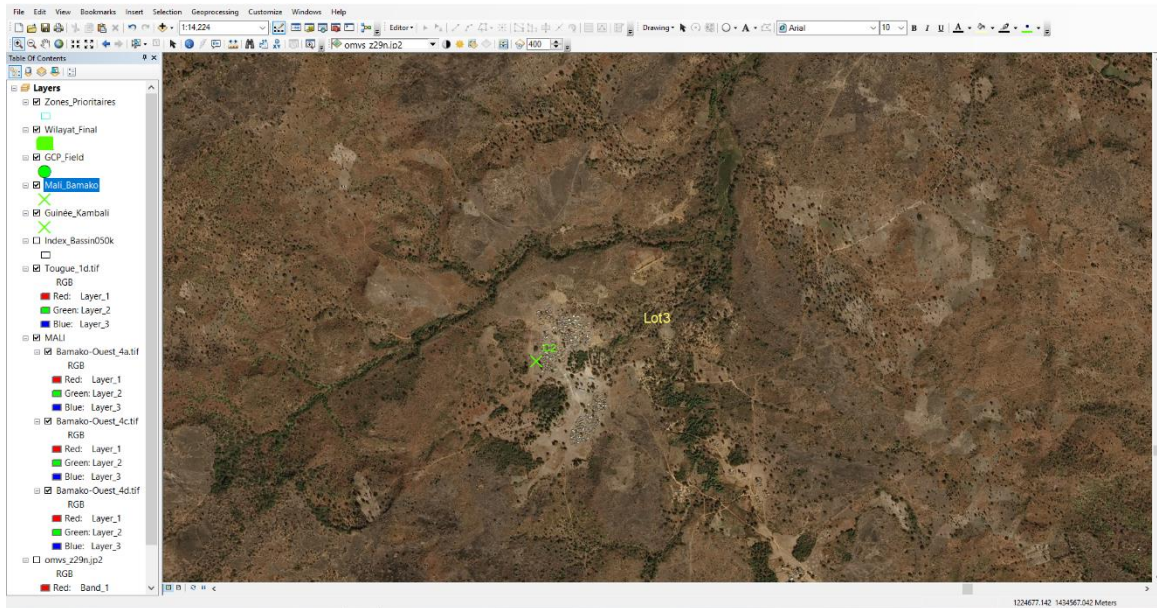 File Edit View Bookmarks Insert Selection Geoprocessing Customize Windows Help
1:14,224
Editor
Drawing
Arial
10
B I U A
omvs_z29n.jp2
400
Table Of Contents
Layers
Zones_Prioritaires
Wilayat_Final
GCP_Field
Mali_Bamako
Guinée_Kambali
Index_Bassin050k
Tougue_1d.tif
RGB
Red: Layer_1
Green: Layer_2
Blue: Layer_3
MALI
Bamako-Ouest_4a.tif
RGB
Red: Layer_1
Green: Layer_2
Blue: Layer_3
Bamako-Ouest_4c.tif
RGB
Red: Layer_1
Green: Layer_2
Blue: Layer_3
Bamako-Ouest_4d.tif
RGB
Red: Layer_1
Green: Layer_2
Blue: Layer_3
omvs_z29n.jp2
RGB
Red: Band_1
Lot3
1224677.142 1434567.042 Meters